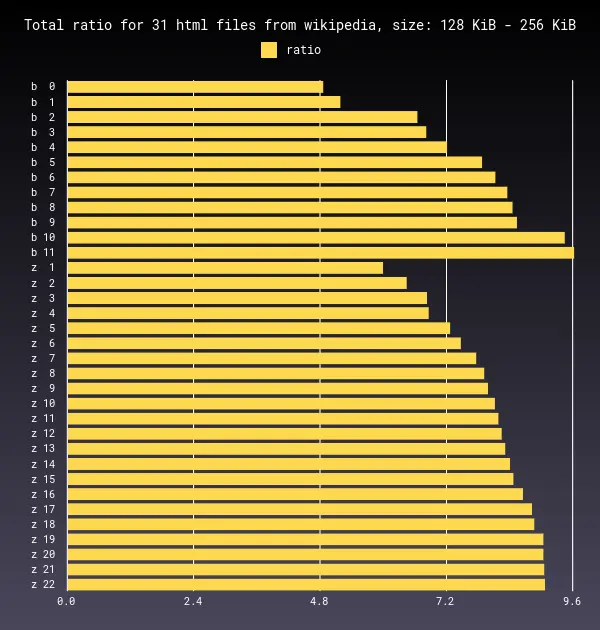 Total ratio for 31 html files from wikipedia, size: 128 KiB - 256 KiB
ratio
b 0
b 1
b 2
b 3
b 4
b 5
b 6
b 7
b 8
b 9
b 10
b 11
z 1
z 2
z 3
z 4
z 5
z 6
z 7
z 8
z 9
z 10
z 11
z 12
z 13
z 14
z 15
z 16
z 17
z 18
z 19
z 20
z 21
z 22
0.0 2.4 4.8 7.2 9.6